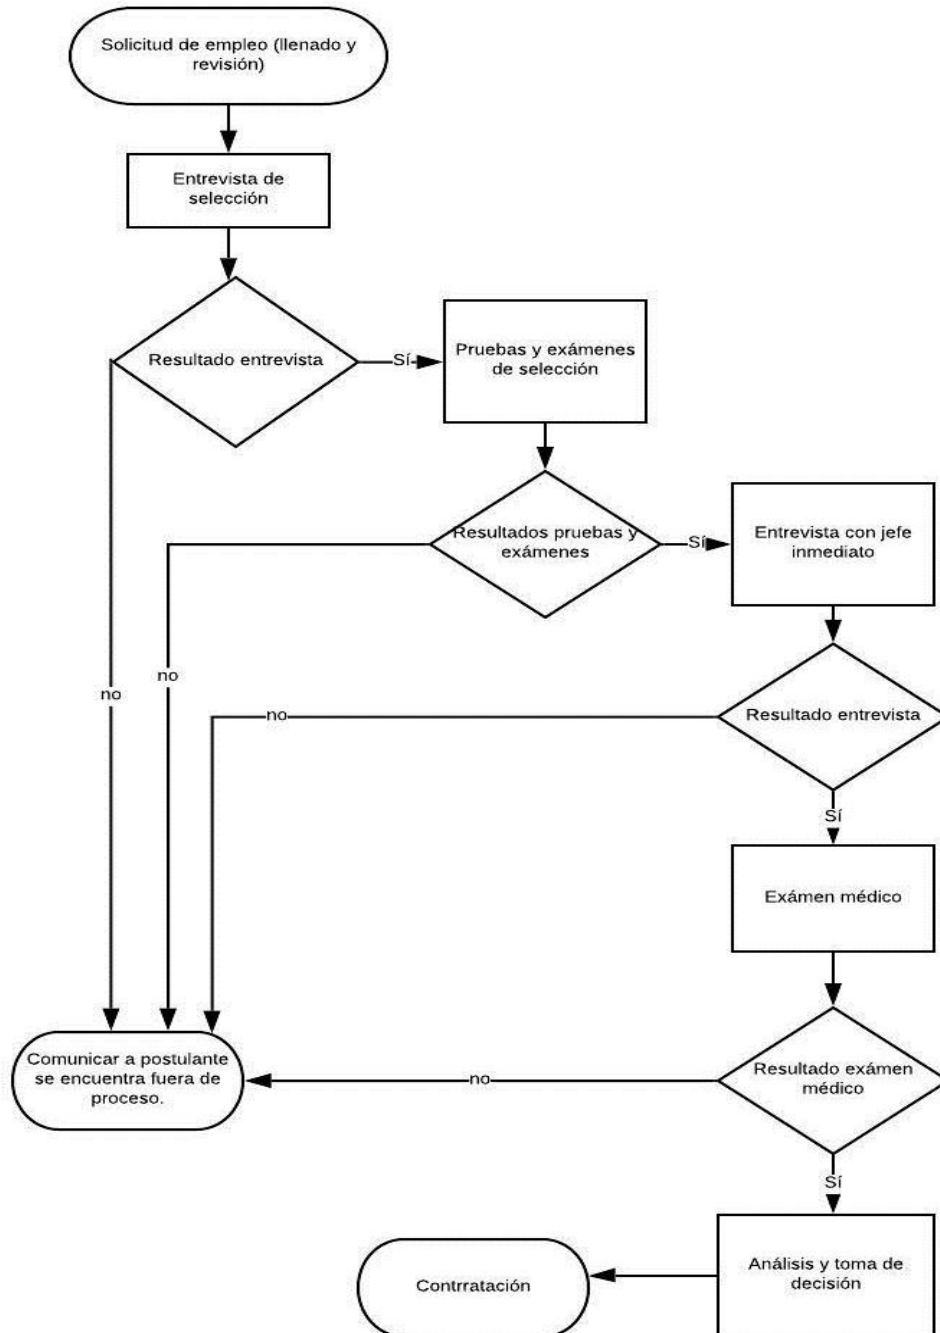 Solicitud de empleo (llenado y
revisión)
Entrevista de
selección
Resultado entrevista
Sí
Pruebas y exámenes
de selección
Resultados pruebas y
exámenes
Sí
Entrevista con jefe
inmediato
no
no
no
Resultado entrevista
Sí
Exámen médico
Comunicar a postulante
se encuentra fuera de
proceso.
no
Resultado exámen
médico
Sí
Análisis y toma de
decisión
Contrratación